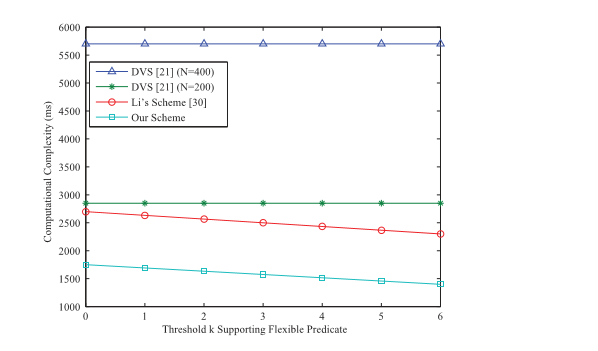 6000
5500
5000
4500
4000
3500
3000
2500
2000
1500
1000
Computational Complexity (ms)
DVS [21] (N=400)
DVS [21] (N=200)
Li's Scheme [30]
Our Scheme
0 1 2 3 4 5 6
Threshold k Supporting Flexible Predicate